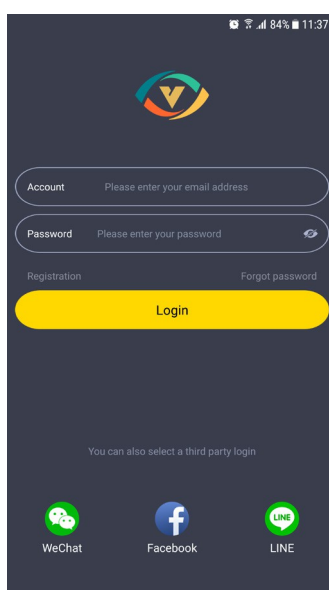 84% 11:37
V
Account Please enter your email address
Password Please enter your password
Registration Forgot password
Login
You can also select a third party login
LINE
WeChat Facebook LINE